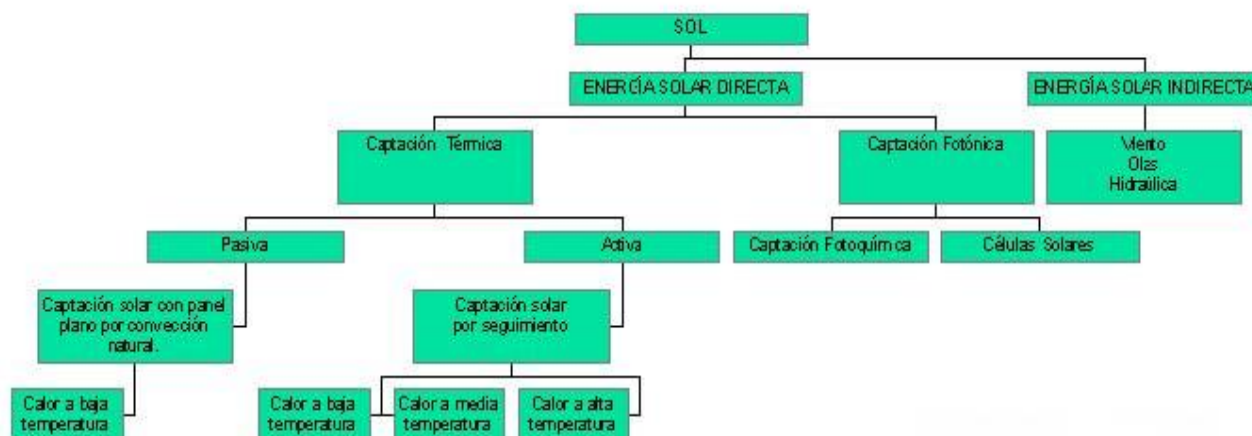 SOL
ENERGÍA SOLAR DIRECTA
ENERGÍA SOLAR INDIRECTA
Captación Térmica
Captación Fotónica
Viento
Olas
Hidraúlica
Pasiva
Activa
Captación Fotoquímica
Células Solares
Captación solar con panel
plano por convección
natural.
Captación solar
por seguimiento
Calor a baja
temperatura
Calor a baja
temperatura
Calor a media
temperatura
Calor a alta
temperatura